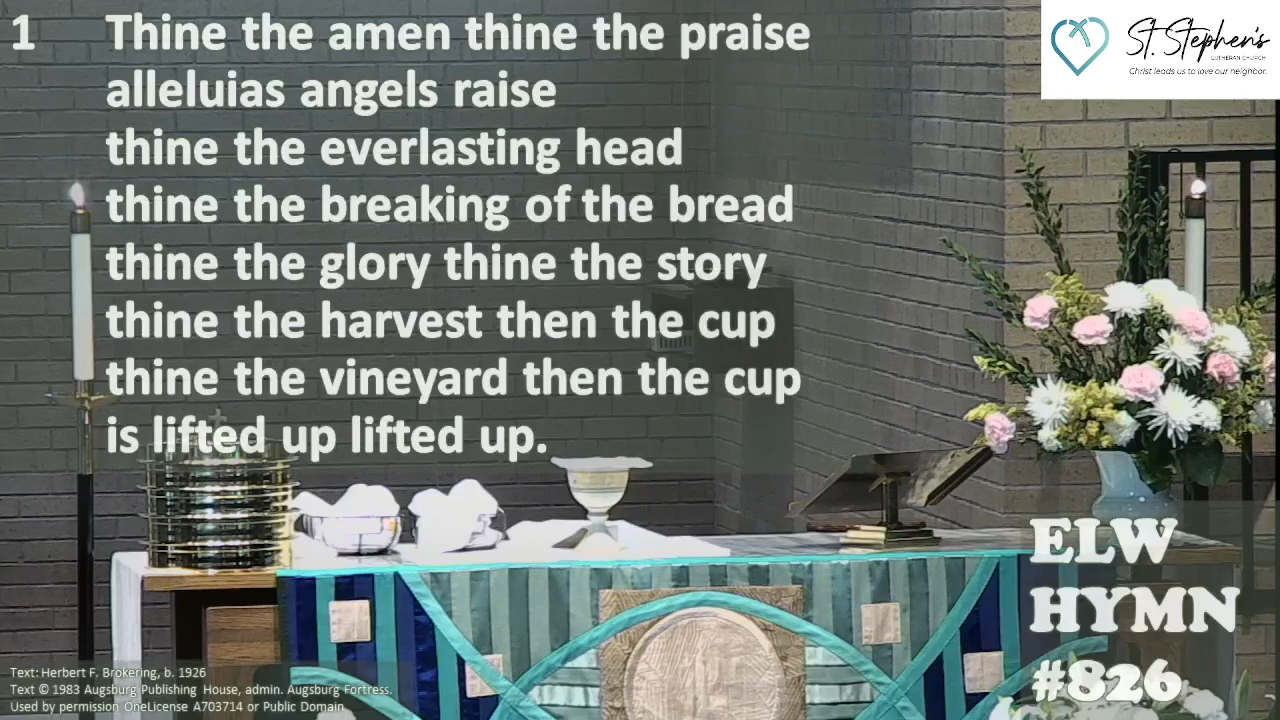 1 Thine the amen thine the praise
alleluias angels raise
thine the everlasting head
thine the breaking of the bread
thine the glory thine the story
thine the harvest then the cup
thine the vineyard then the cup
is lifted up lifted up.
St. Stephen's
LUTHERAN CHURCH
Christ leads us to love our neighbor.
ELW
HYMN
#826
Text: Herbert F. Brokering, b. 1926
Text © 1983 Augsburg Publishing House, admin. Augsburg Fortress.
Used by permission OneLicense A703714 or Public Domain